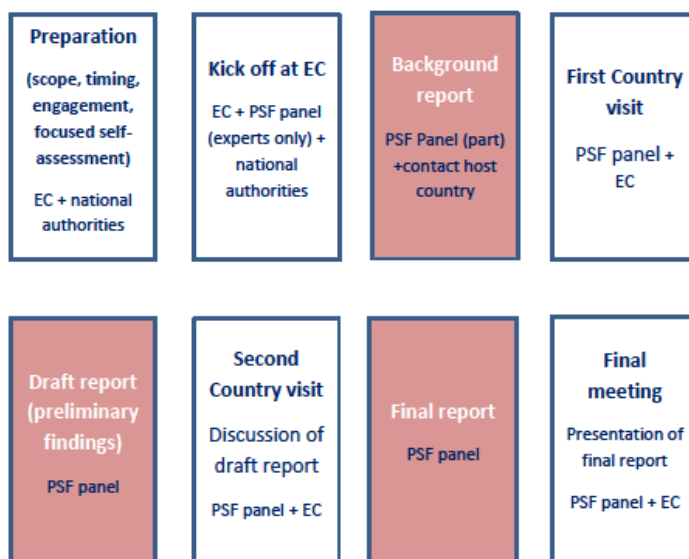 Preparation
(scope, timing,
engagement,
focused self-
assessment)
EC + national
authorities
Kick off at EC
EC + PSF panel
(experts only) +
national
authorities
Background
report
PSF Panel (part)
+contact host
country
First Country
visit
PSF panel +
EC
Draft report
(preliminary
findings)
PSF panel
Second
Country visit
Discussion of
draft report
PSF panel + EC
Final report
PSF panel
Final
meeting
Presentation of
final report
PSF panel + EC